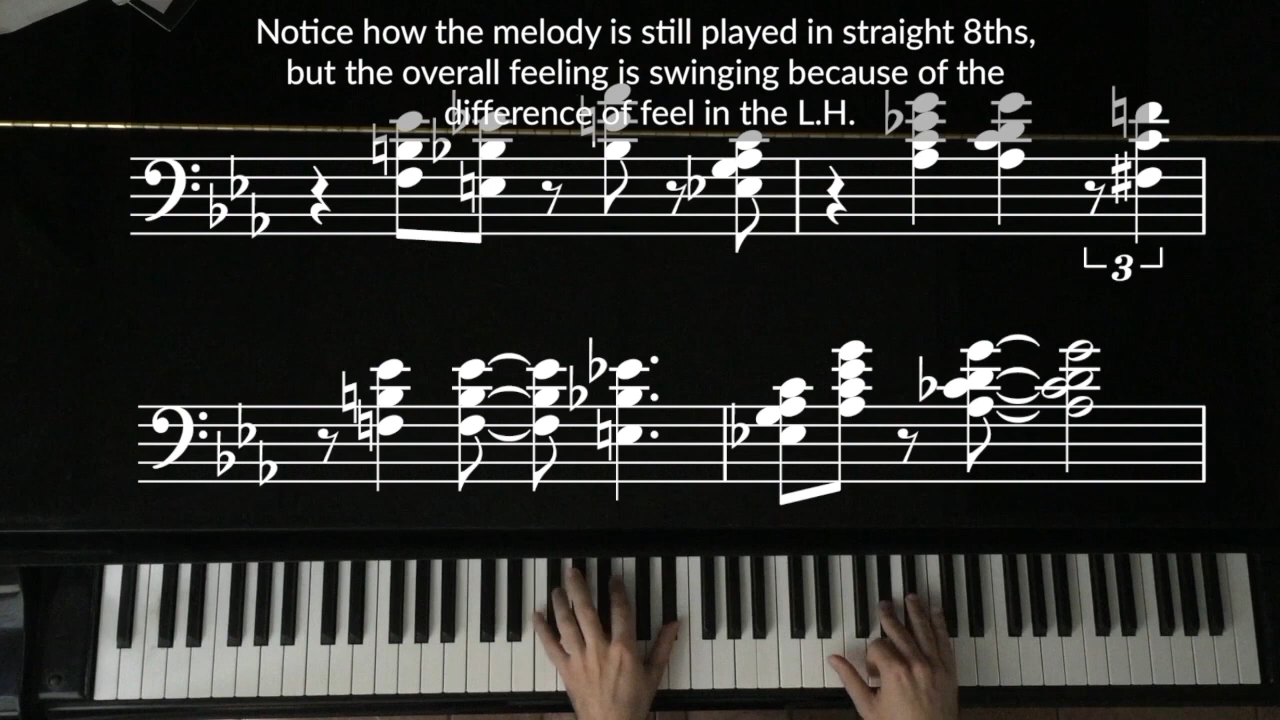 Notice how the melody is still played in straight 8ths,
but the overall feeling is swinging because of the
difference of feel in the L.H.
3